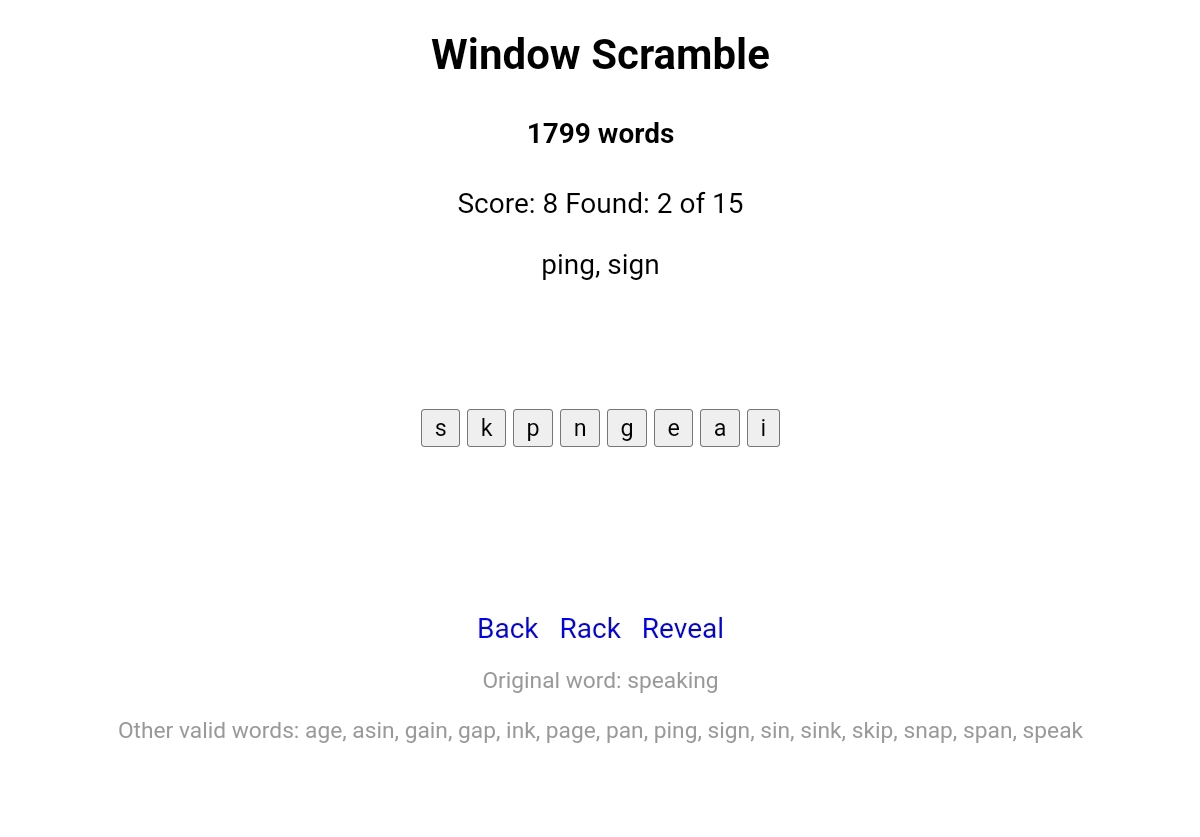 Window Scramble
1799 words
Score: 8 Found: 2 of 15
ping, sign
s k p n g e a i
Back Rack Reveal
Original word: speaking
Other valid words: age, asin, gain, gap, ink, page, pan, ping, sign, sin, sink, skip, snap, span, speak